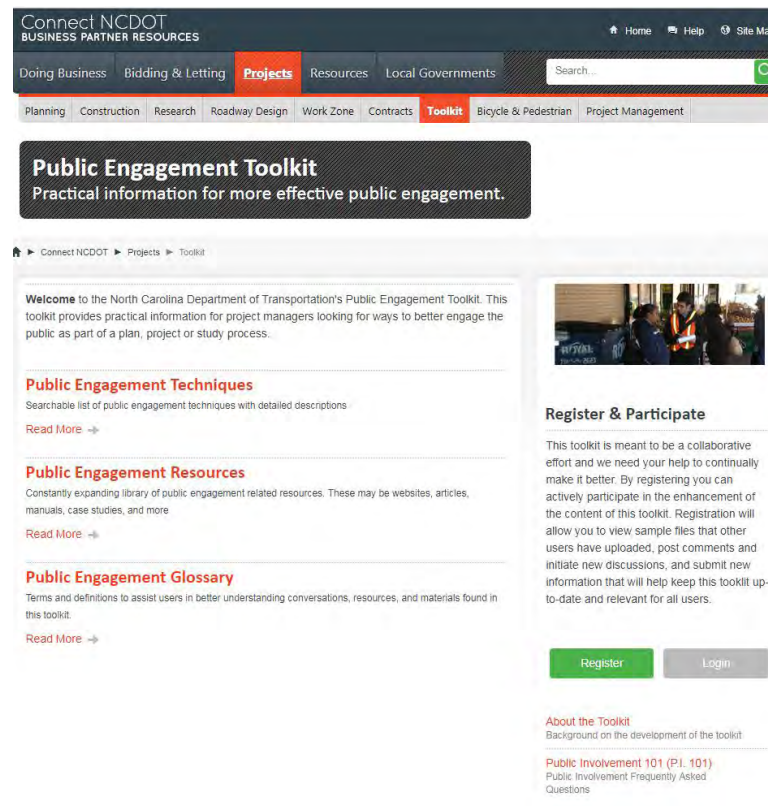 Connect NCDOT
BUSINESS PARTNER RESOURCES
Home Help Site Ma
Doing Business Bidding & Letting Projects Resources Local Governments
Search...
Planning Construction Research Roadway Design Work Zone Contracts Toolkit Bicycle & Pedestrian Project Management
Public Engagement Toolkit
Practical information for more effective public engagement.
Connect NCDOT Projects Toolkit
Welcome to the North Carolina Department of Transportation's Public Engagement Toolkit. This
toolkit provides practical information for project managers looking for ways to better engage the
public as part of a plan, project or study process.
Public Engagement Techniques
Searchable list of public engagement techniques with detailed descriptions
Read More
Public Engagement Resources
Constantly expanding library of public engagement related resources. These may be websites, articles,
manuals, case studies, and more
Read More
Public Engagement Glossary
Terms and definitions to assist users in better understanding conversations, resources, and materials found in
this toolkit.
Read More
ROYAL
Register & Participate
This toolkit is meant to be a collaborative
effort and we need your help to continually
make it better. By registering you can
actively participate in the enhancement of
the content of this toolkit. Registration will
allow you to view sample files that other
users have uploaded, post comments and
initiate new discussions, and submit new
information that will help keep this tooklit up-
to-date and relevant for all users.
Register Login
About the Toolkit
Background on the development of the toolkit
Public Involvement 101 (P.I. 101)
Public Involvement Frequently Asked
Questions